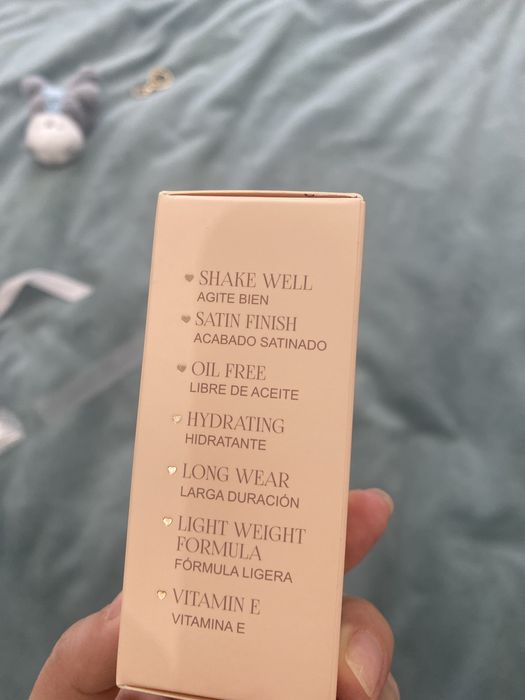 SHAKE WELL
AGITE BIEN
SATIN FINISH
ACABADO SATINADO
OIL FREE
LIBRE DE ACEITE
HYDRATING
HIDRATANTE
LONG WEAR
LARGA DURACIÓN
LIGHT WEIGHT
FORMULA
FÓRMULA LIGERA
VITAMIN E
VITAMINA E